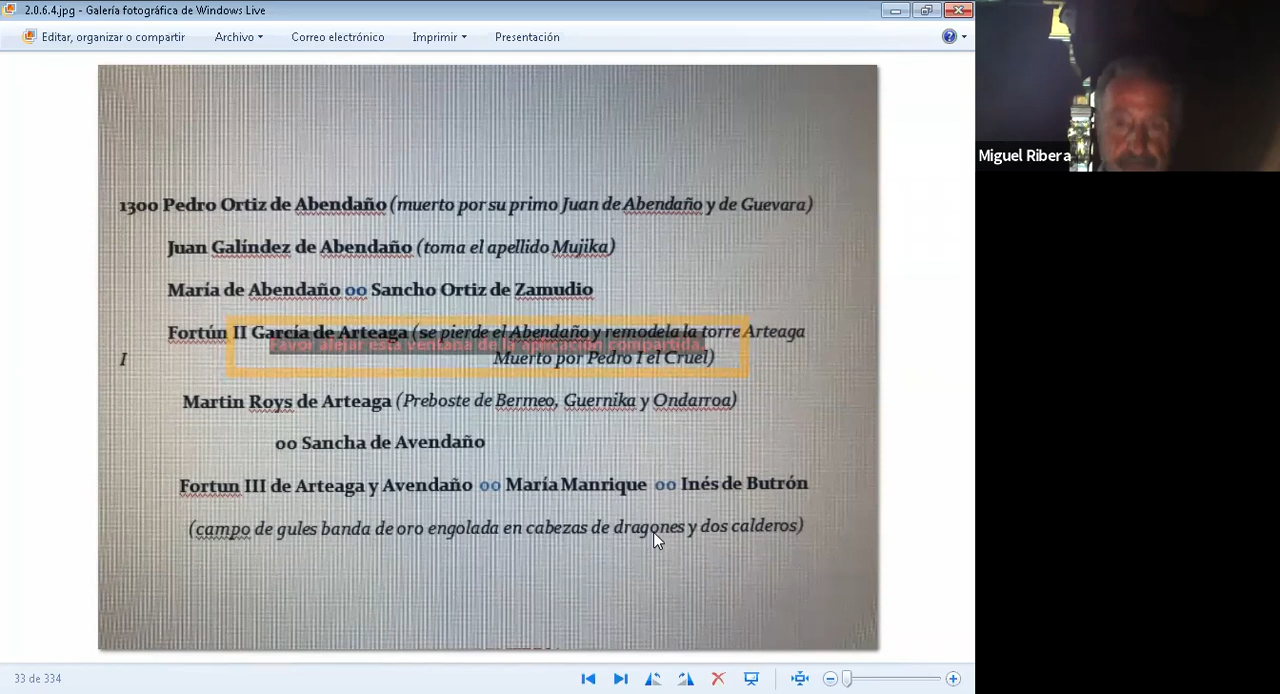 2.0.6.4.jpg - Galería fotográfica de Windows Live
Editar, organizar o compartir Archivo Correo electrónico Imprimir Presentación
1300 Pedro Ortiz de Abendaño (muerto por su primo Juan de Abendaño y de Guevara)
Juan Galíndez de Abendaño (toma el apellido Mujika)
María de Abendaño oo Sancho Ortiz de Zamudio
Fortún II García de Arteaga (se pierde el Abendaño y remodela la torre Arteaga
Favor alejar esta ventana de la aplicación compartida.
I Muerto por Pedro I el Cruel)
Martin Roys de Arteaga (Preboste de Bermeo, Guernika y Ondarroa)
oo Sancha de Avendaño
Fortun III de Arteaga y Avendaño oo María Manrique oo Inés de Butrón
(campo de gules banda de oro engolada en cabezas de dragones y dos calderos)
33 de 334
Miguel Ribera